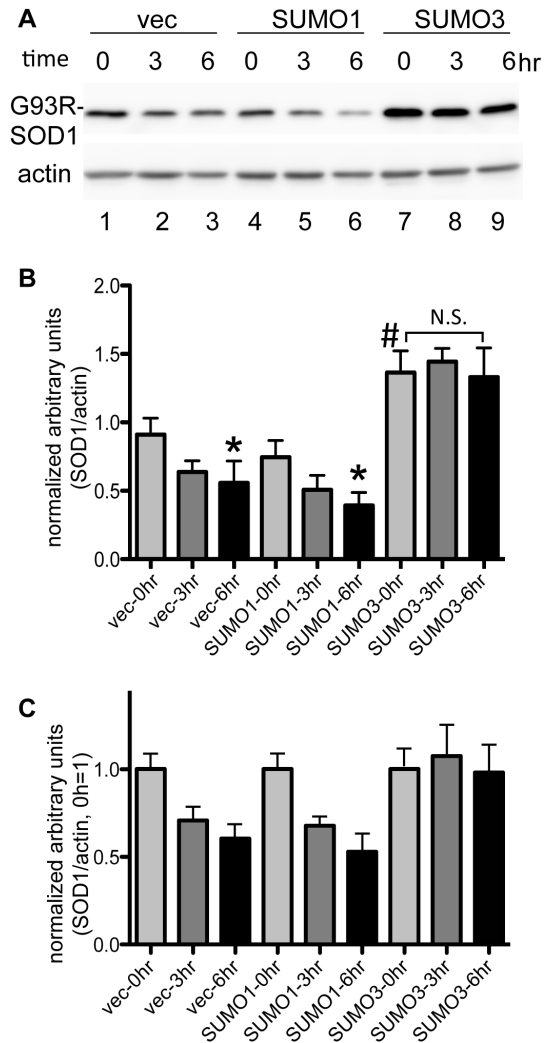 A
vec SUMO1 SUMO3
time 0 3 6 0 3 6 0 3 6hr
G93R-
SOD1
actin
1 2 3 4 5 6 7 8 9
B
normalized arbitrary units
(SOD1/actin)
2.0
1.5
1.0
0.5
0.0
* * # N.S.
vec-0hr
vec-3hr
vec-6hr
SUMO1-0hr
SUMO1-3hr
SUMO1-6hr
SUMO3-0hr
SUMO3-3hr
SUMO3-6hr
C
normalized arbitrary units
(SOD1/actin, 0h=1)
1.0
0.5
0.0
vec-0hr
vec-3hr
vec-6hr
SUMO1-0hr
SUMO1-3hr
SUMO1-6hr
SUMO3-0hr
SUMO3-3hr
SUMO3-6hr